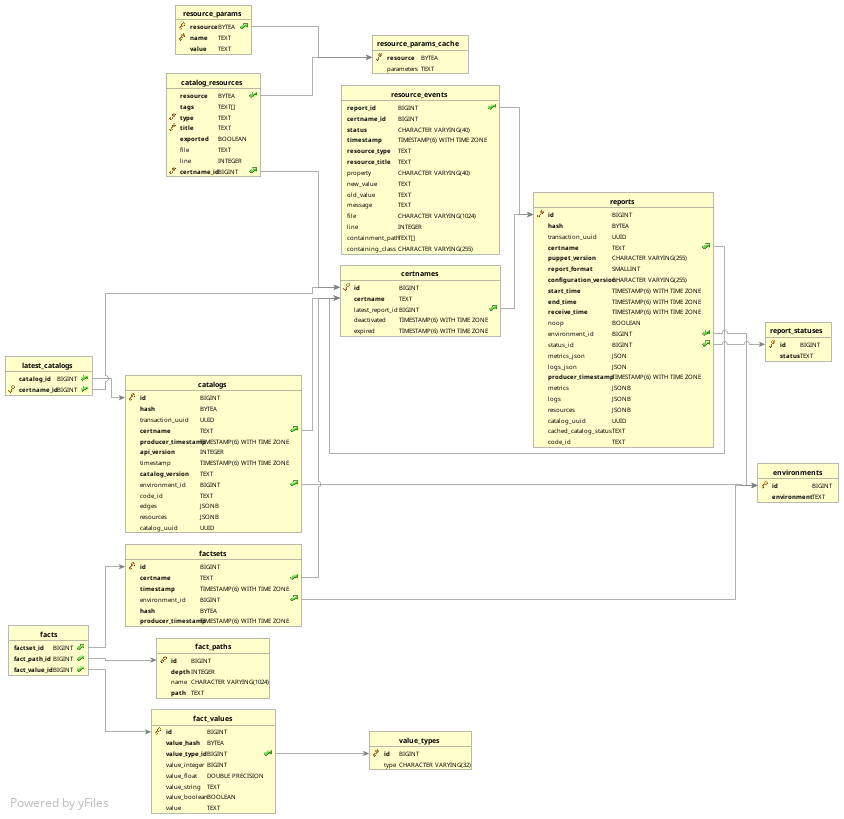 resource_params
resource BYTEA
name TEXT
value TEXT
resource_params_cache
resource BYTEA
parameters TEXT
catalog_resources
resource BYTEA
tags TEXT[]
type TEXT
title TEXT
exported BOOLEAN
file TEXT
line INTEGER
certname_id BIGINT
resource_events
report_id BIGINT
certname_id BIGINT
status CHARACTER VARYING(40)
timestamp TIMESTAMP(6) WITH TIME ZONE
resource_type TEXT
resource_title TEXT
property CHARACTER VARYING(40)
new_value TEXT
old_value TEXT
message TEXT
file CHARACTER VARYING(1024)
line INTEGER
containment_path TEXT[]
containing_class CHARACTER VARYING(255)
reports
id BIGINT
hash BYTEA
transaction_uuid UUID
certname TEXT
puppet_version CHARACTER VARYING(255)
report_format SMALLINT
configuration_version CHARACTER VARYING(255)
start_time TIMESTAMP(6) WITH TIME ZONE
end_time TIMESTAMP(6) WITH TIME ZONE
receive_time TIMESTAMP(6) WITH TIME ZONE
noop BOOLEAN
environment_id BIGINT
status_id BIGINT
metrics_json JSON
logs_json JSON
producer_timestamp TIMESTAMP(6) WITH TIME ZONE
metrics JSONB
logs JSONB
resources JSONB
catalog_uuid UUID
cached_catalog_status TEXT
code_id TEXT
certnames
id BIGINT
certname TEXT
latest_report_id BIGINT
deactivated TIMESTAMP(6) WITH TIME ZONE
expired TIMESTAMP(6) WITH TIME ZONE
report_statuses
id BIGINT
status TEXT
latest_catalogs
catalog_id BIGINT
certname_id BIGINT
catalogs
id BIGINT
hash BYTEA
transaction_uuid UUID
certname TEXT
producer_timestamp TIMESTAMP(6) WITH TIME ZONE
api_version INTEGER
timestamp TIMESTAMP(6) WITH TIME ZONE
catalog_version TEXT
environment_id BIGINT
code_id TEXT
edges JSONB
resources JSONB
catalog_uuid UUID
environments
id BIGINT
environment TEXT
factsets
id BIGINT
certname TEXT
timestamp TIMESTAMP(6) WITH TIME ZONE
environment_id BIGINT
hash BYTEA
producer_timestamp TIMESTAMP(6) WITH TIME ZONE
facts
factset_id BIGINT
fact_path_id BIGINT
fact_value_id BIGINT
fact_paths
id BIGINT
depth INTEGER
name CHARACTER VARYING(1024)
path TEXT
fact_values
id BIGINT
value_hash BYTEA
value_type_id BIGINT
value_integer BIGINT
value_float DOUBLE PRECISION
value_string TEXT
value_boolean BOOLEAN
value TEXT
value_types
id BIGINT
type CHARACTER VARYING(32)
Powered by yFiles